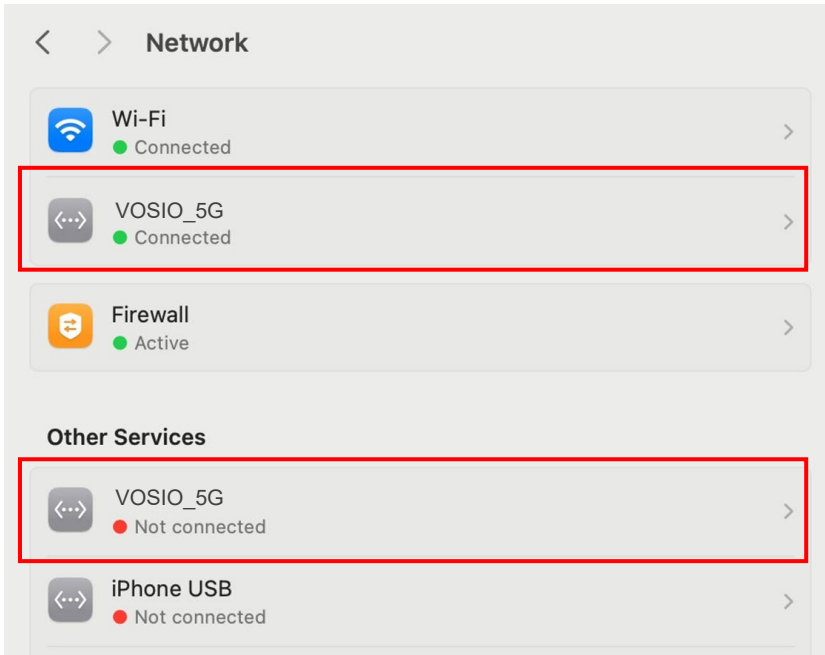 Network
Wi-Fi
Connected
VOSIO_5G
Connected
Firewall
Active
Other Services
VOSIO_5G
Not connected
iPhone USB
Not connected